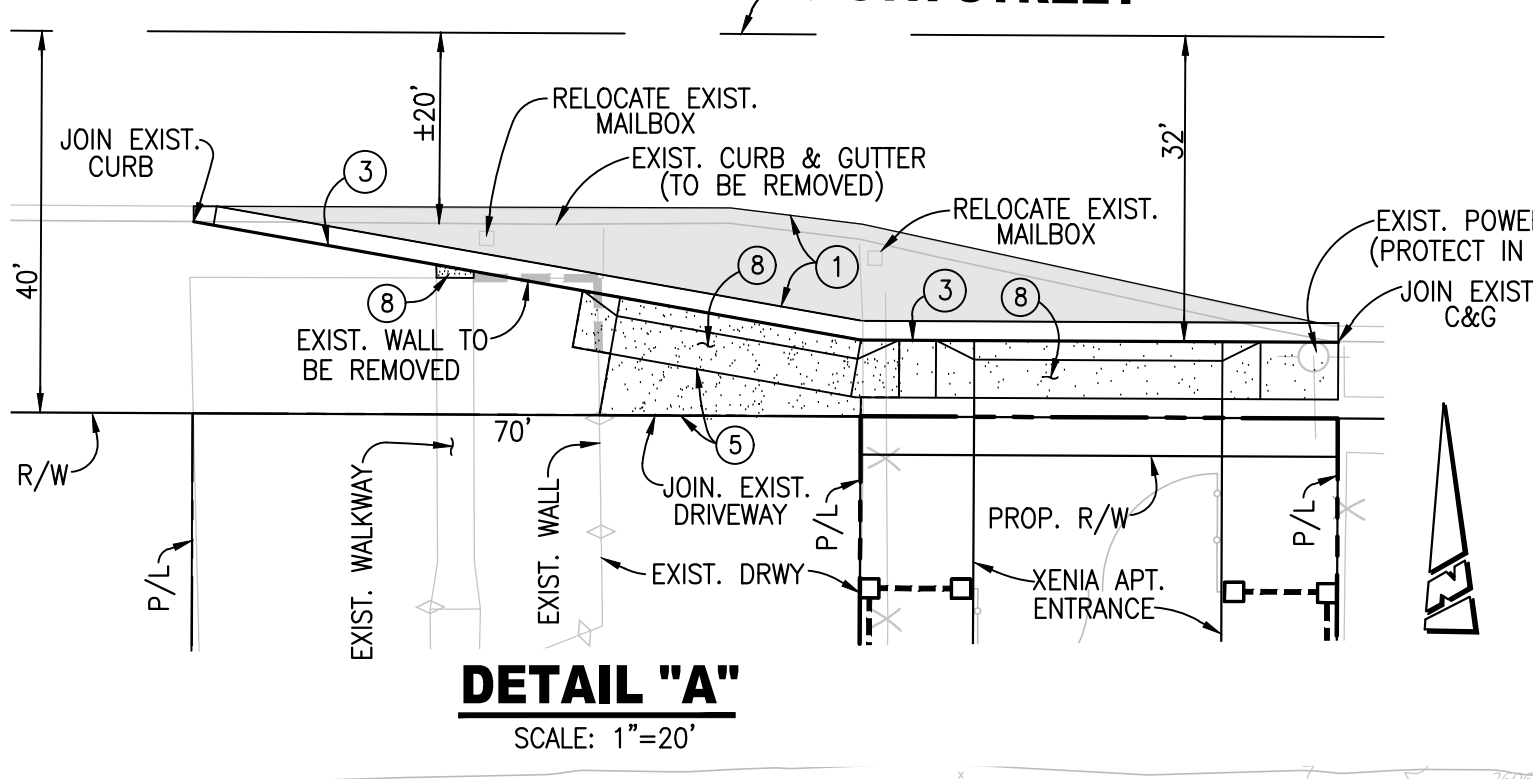 STREET
±20'
RELOCATE EXIST.
MAILBOX
JOIN EXIST.
CURB
3
EXIST. CURB & GUTTER
(TO BE REMOVED)
32'
RELOCATE EXIST.
MAILBOX
EXIST. POWER
(PROTECT IN
40'
8
1
3
8
JOIN EXIST.
C&G
8
EXIST. WALL TO
BE REMOVED
70'
5
R/W
JOIN. EXIST.
DRIVEWAY
P/L
EXIST. WALKWAY
EXIST. WALL
P/L
PROP. R/W
P/L
EXIST. DRWY
XENIA APT.
ENTRANCE
DETAIL "A"
SCALE: 1"=20'